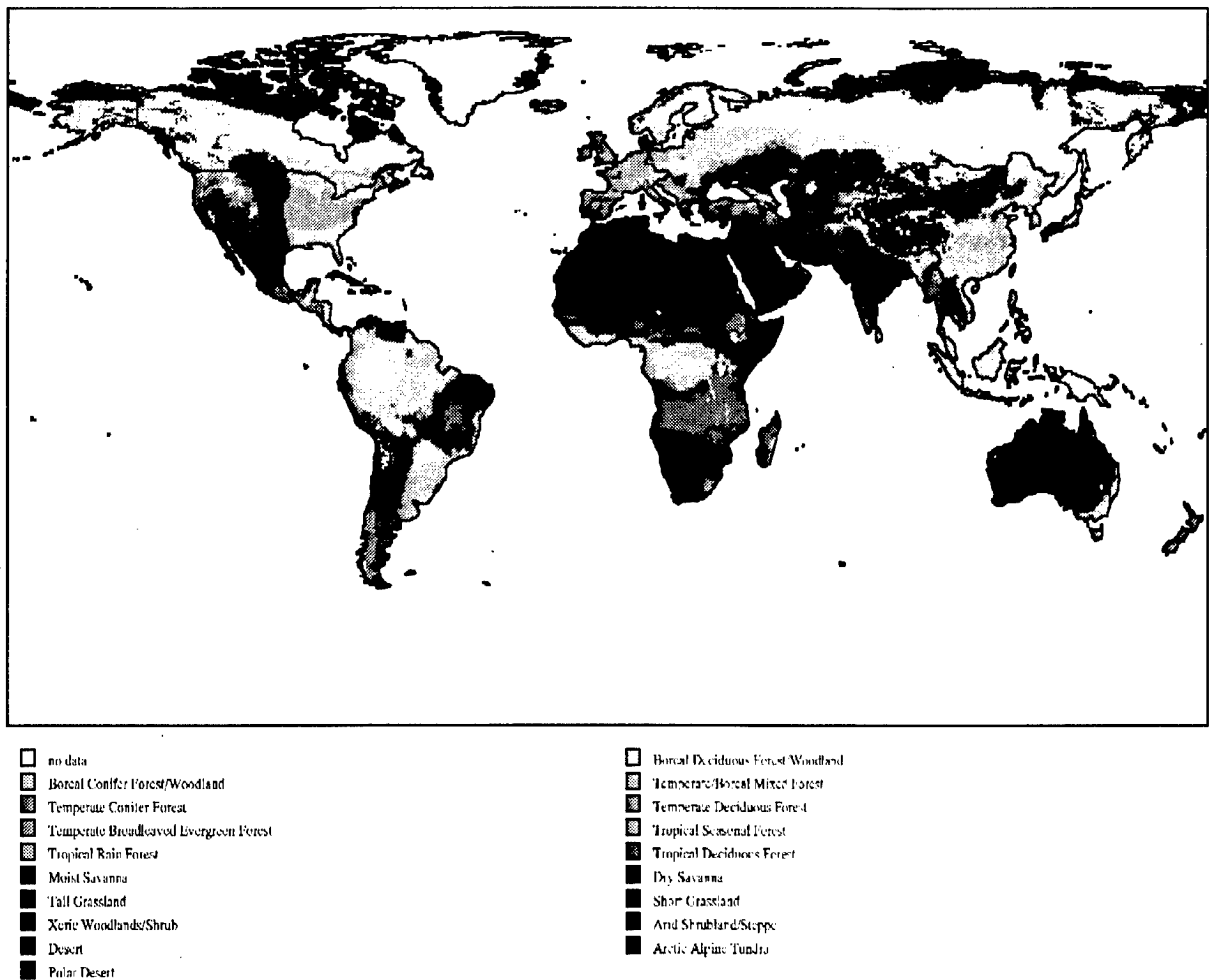 no data
Boreal Conifer Forest/Woodland
Temperate Conifer Forest
Temperate Broadleaved Evergreen Forest
Tropical Rain Forest
Moist Savanna
Tall Grassland
Xeric Woodlands/Shrub
Desert
Polar Desert
Boreal Deciduous Forest/Woodland
Temperate/Boreal Mixed Forest
Temperate Deciduous Forest
Tropical Seasonal Forest
Tropical Deciduous Forest
Dry Savanna
Short Grassland
Arid Shrubland/Steppe
Arctic Alpine Tundra